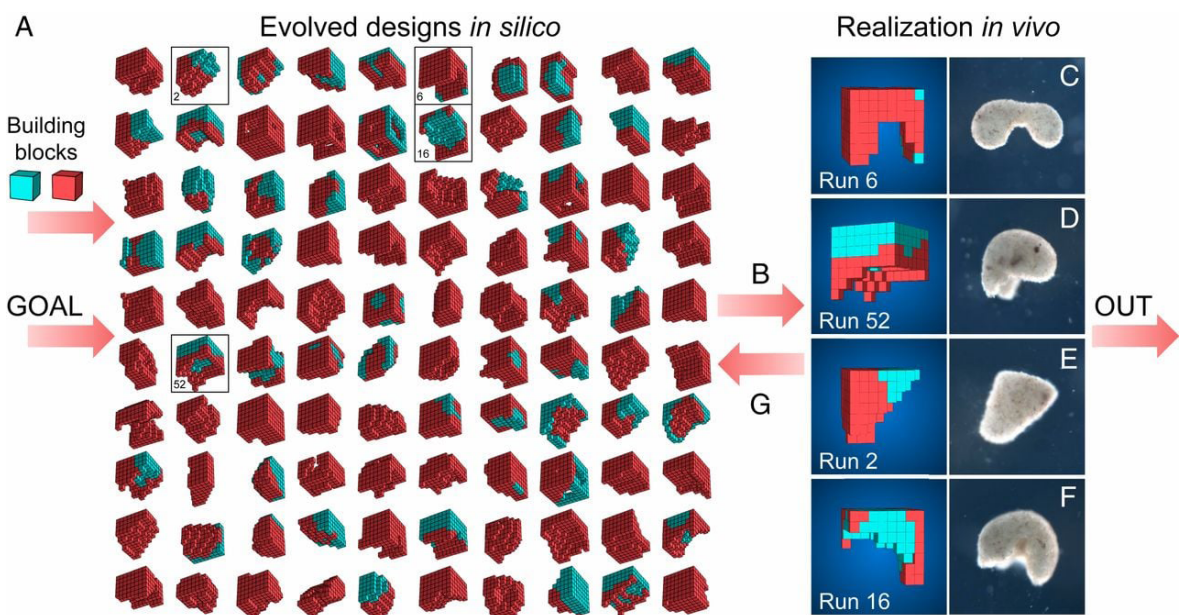 A
Evolved designs in silico
Realization in vivo
Building
blocks
GOAL
2
6
16
52
B
G
Run 6
C
Run 52
D
Run 2
E
Run 16
F
OUT